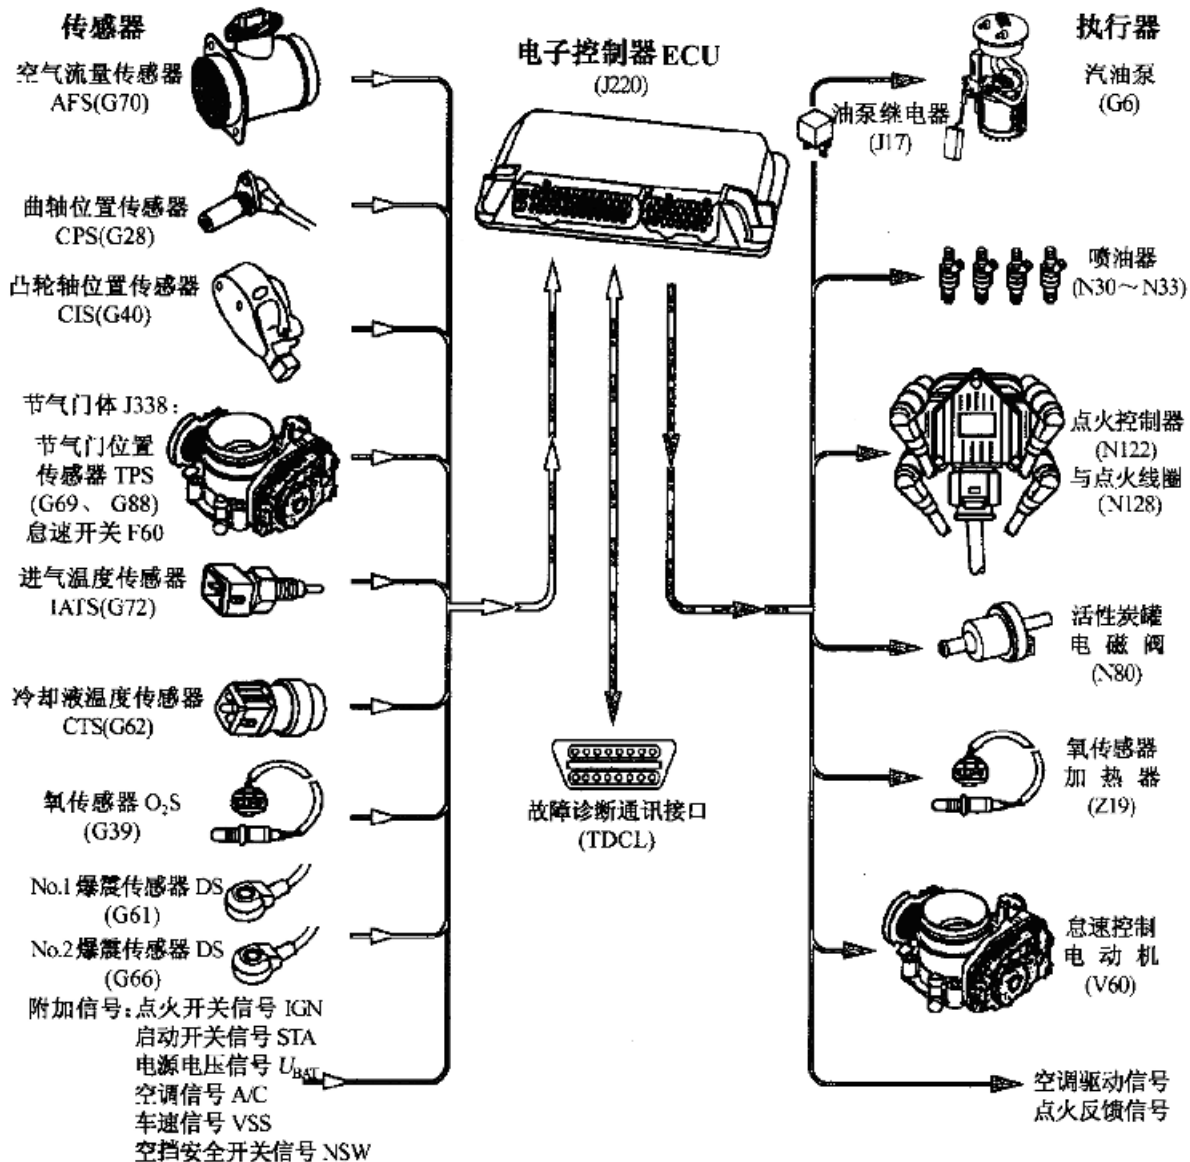 传感器
空气流量传感器
AFS(G70)
曲轴位置传感器
CPS(G28)
凸轮轴位置传感器
CIS(G40)
节气门体 J338：
节气门位置
传感器 TPS
(G69、 G88)
怠速开关 F60
进气温度传感器
IATS(G72)
冷却液温度传感器
CTS(G62)
氧传感器 O₂S
(G39)
No.1 爆震传感器 DS
(G61)
No.2 爆震传感器 DS
(G66)
附加信号：点火开关信号 IGN
启动开关信号 STA
电源电压信号 U_BAT
空调信号 A/C
车速信号 VSS
空挡安全开关信号 NSW
电子控制器 ECU
(J220)
故障诊断通讯接口
(TDCL)
执行器
汽油泵
(G6)
油泵继电器
(J17)
喷油器
(N30～N33)
点火控制器
(N122)
与点火线圈
(N128)
活性炭罐
电 磁 阀
(N80)
氧传感器
加 热 器
(Z19)
怠速控制
电 动 机
(V60)
空调驱动信号
点火反馈信号